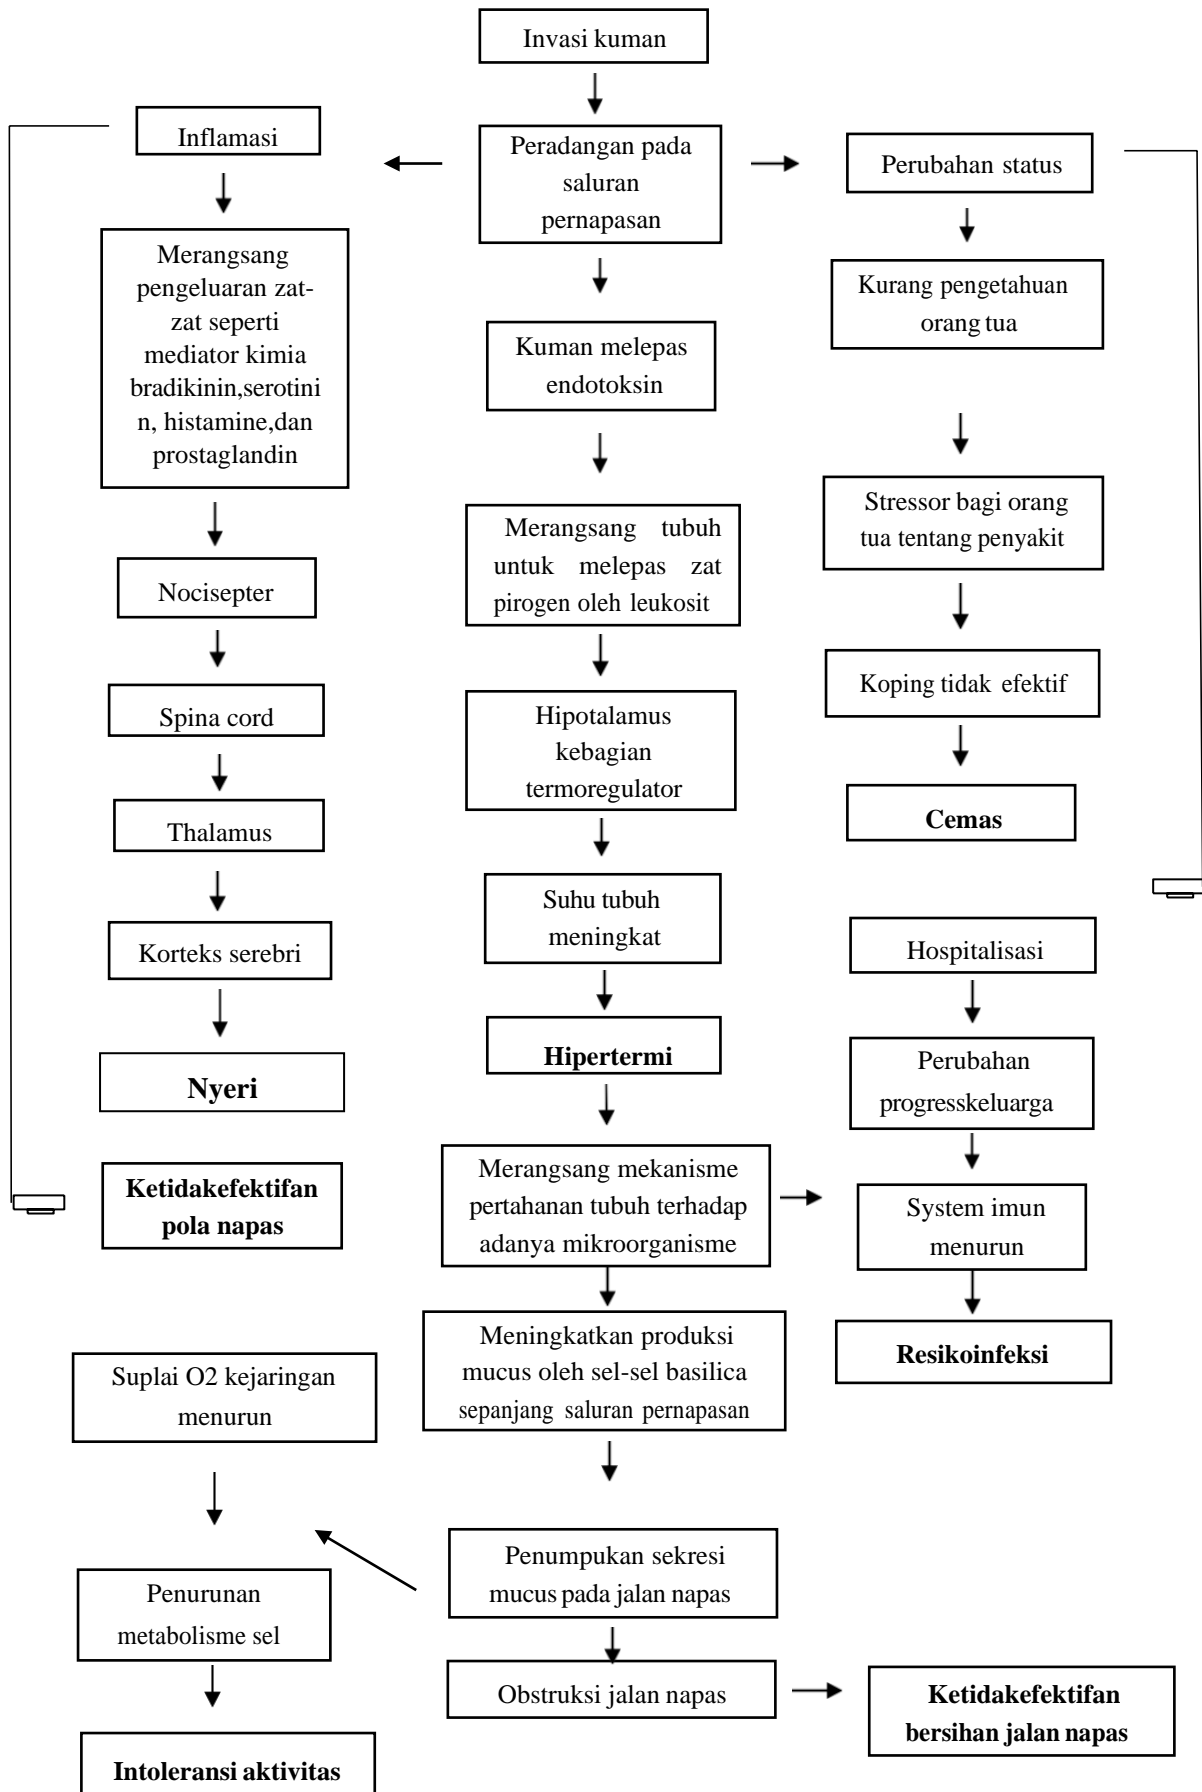 Invasi kuman
Inflamasi
Peradangan pada
saluran
pernapasan
Perubahan status
Merangsang
pengeluaran zat-
zat seperti
mediator kimia
bradikinin,serotini
n, histamine,dan
prostaglandin
Kurang pengetahuan
orang tua
Kuman melepas
endotoksin
Stressor bagi orang
tua tentang penyakit
Merangsang tubuh
untuk melepas zat
pirogen oleh leukosit
Nocisepter
Koping tidak efektif
Spina cord
Hipotalamus
kebagian
termoregulator
Thalamus
Cemas
Suhu tubuh
meningkat
Korteks serebri
Hospitalisasi
Hipertermi
Nyeri
Perubahan
progresskeluarga
Ketidakefektifan
pola napas
Merangsang mekanisme
pertahanan tubuh terhadap
adanya mikroorganisme
System imun
menurun
Meningkatkan produksi
mucus oleh sel-sel basilica
sepanjang saluran pernapasan
Resikoinfeksi
Suplai O2 kejaringan
menurun
Penumpukan sekresi
mucus pada jalan napas
Penurunan
metabolisme sel
Obstruksi jalan napas
Ketidakefektifan
bersihan jalan napas
Intoleransi aktivitas